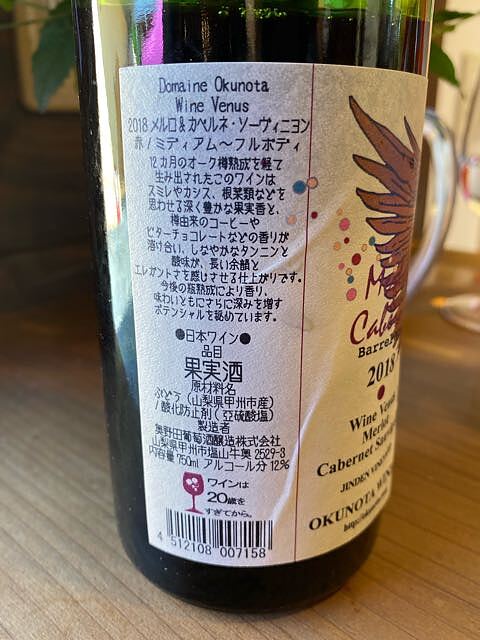 Domaine Okunota
Wine Venus
2018 メルロ＆カベルネ・ソーヴィニヨン
赤／ミディアム〜フルボディ
12カ月のオーク樽熟成を経て
生み出されたこのワインは
スミレやカシス、根菜類などを
思わせる深く豊かな果実香と、
樽由来のコーヒーや
ビターチョコレートなどの香りが
溶け合い、しなやかなタンニンと
酸味が、長い余韻と
エレガントさを感じさせる仕上がりです。
今後の瓶熟成により香り、
味わいともにさらに深みを増す
ポテンシャルを秘めています。
●日本ワイン●
品目
果実酒
原材料名
ぶどう（山梨県甲州市産）
/酸化防止剤（亜硫酸塩）
製造者
奥野田葡萄酒醸造株式会社
山梨県甲州市塩山牛奥2529-3
内容量 750ml アルコール分 12%
ワインは
20歳を
すぎてから。
4 512108 007158
2018
Wine Venus
Merlot
Cabernet
JINDEN
OKUNOTA